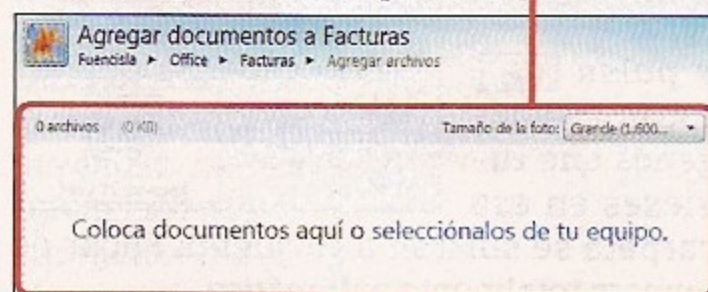 Agregar documentos a Facturas
Fuencisla ► Office ► Facturas ► Agregar archivos
0 archivos (0 KB) Tamaño de la foto: Grande (1.600...
Coloca documentos aquí o selecciónalos de tu equipo.